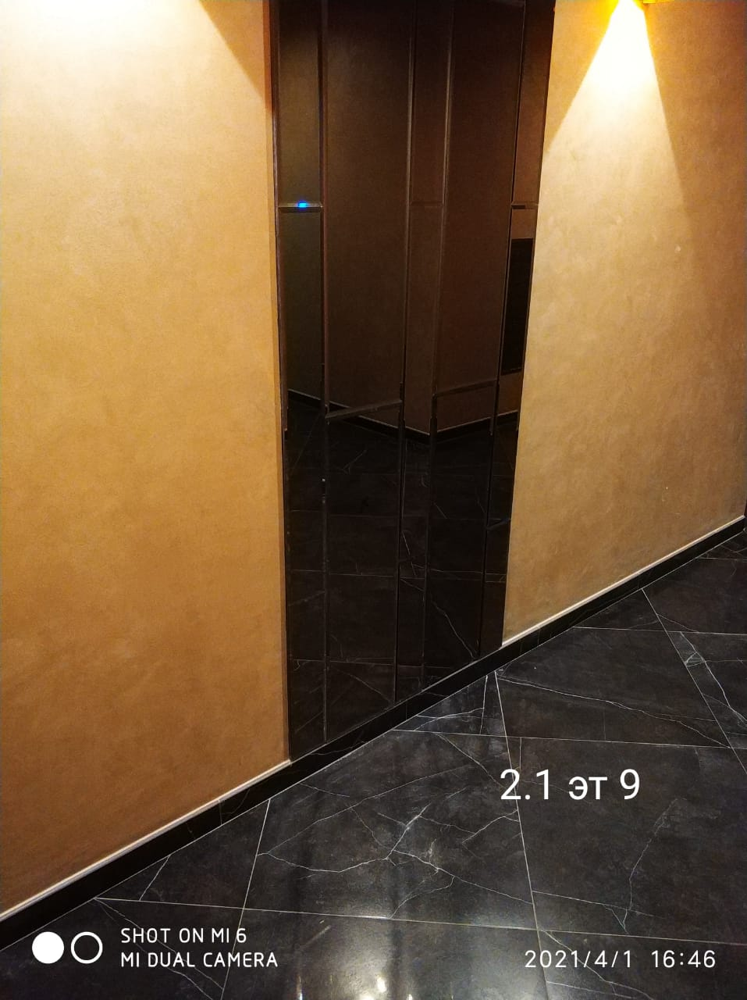 2.1 эт 9
SHOT ON MI 6
MI DUAL CAMERA
2021/4/1 16:46